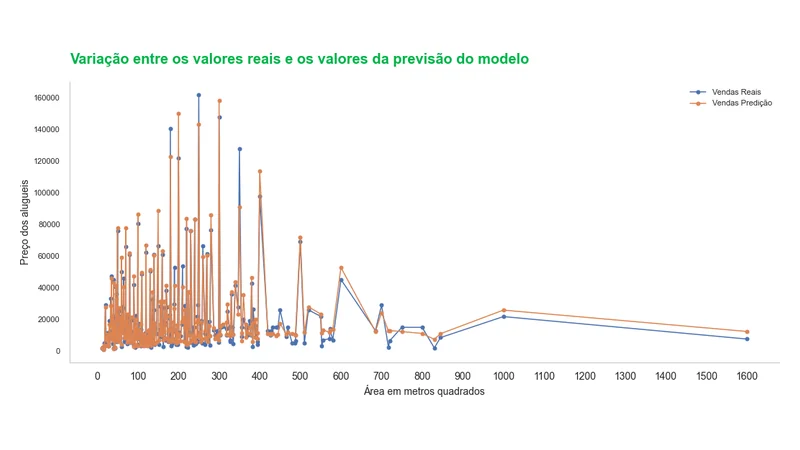 Variação entre os valores reais e os valores da previsão do modelo
Vendas Reais
Vendas Predição
160000
140000
120000
100000
80000
60000
40000
20000
0
Preço dos alugueis
0 100 200 300 400 500 600 700 800 900 1000 1100 1200 1300 1400 1500 1600
Área em metros quadrados